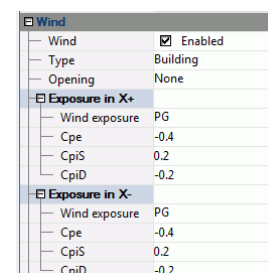 Wind
Wind Enabled
Type Building
Opening None
Exposure in X+
Wind exposure PG
Cpe -0.4
CpiS 0.2
CpiD -0.2
Exposure in X-
Wind exposure PG
Cpe -0.4
CpiS 0.2
CpiD -0.2